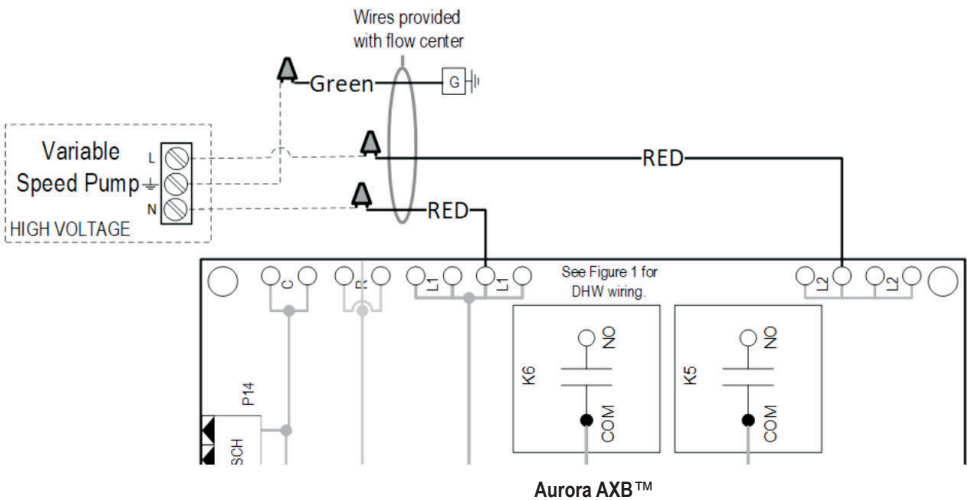 Wires provided
with flow center
Green
G
Variable
Speed Pump
L
N
HIGH VOLTAGE
RED
RED
C
R
L1
L1
See Figure 1 for
DHW wiring.
L2
L2
K6
NO
COM
K5
NO
COM
P14
SCH
Aurora AXB™